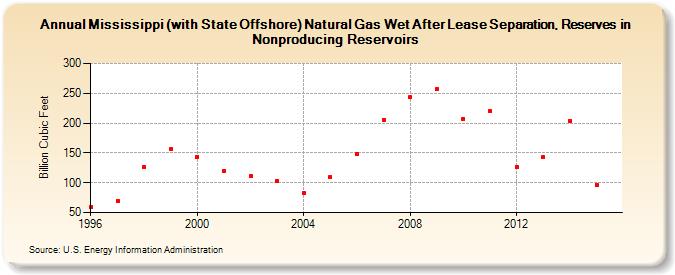 Annual Mississippi (with State Offshore) Natural Gas Wet After Lease Separation, Reserves in
Nonproducing Reservoirs
Billion Cubic Feet
300
250
200
150
100
50
1996
2000
2004
2008
2012
Source: U.S. Energy Information Administration